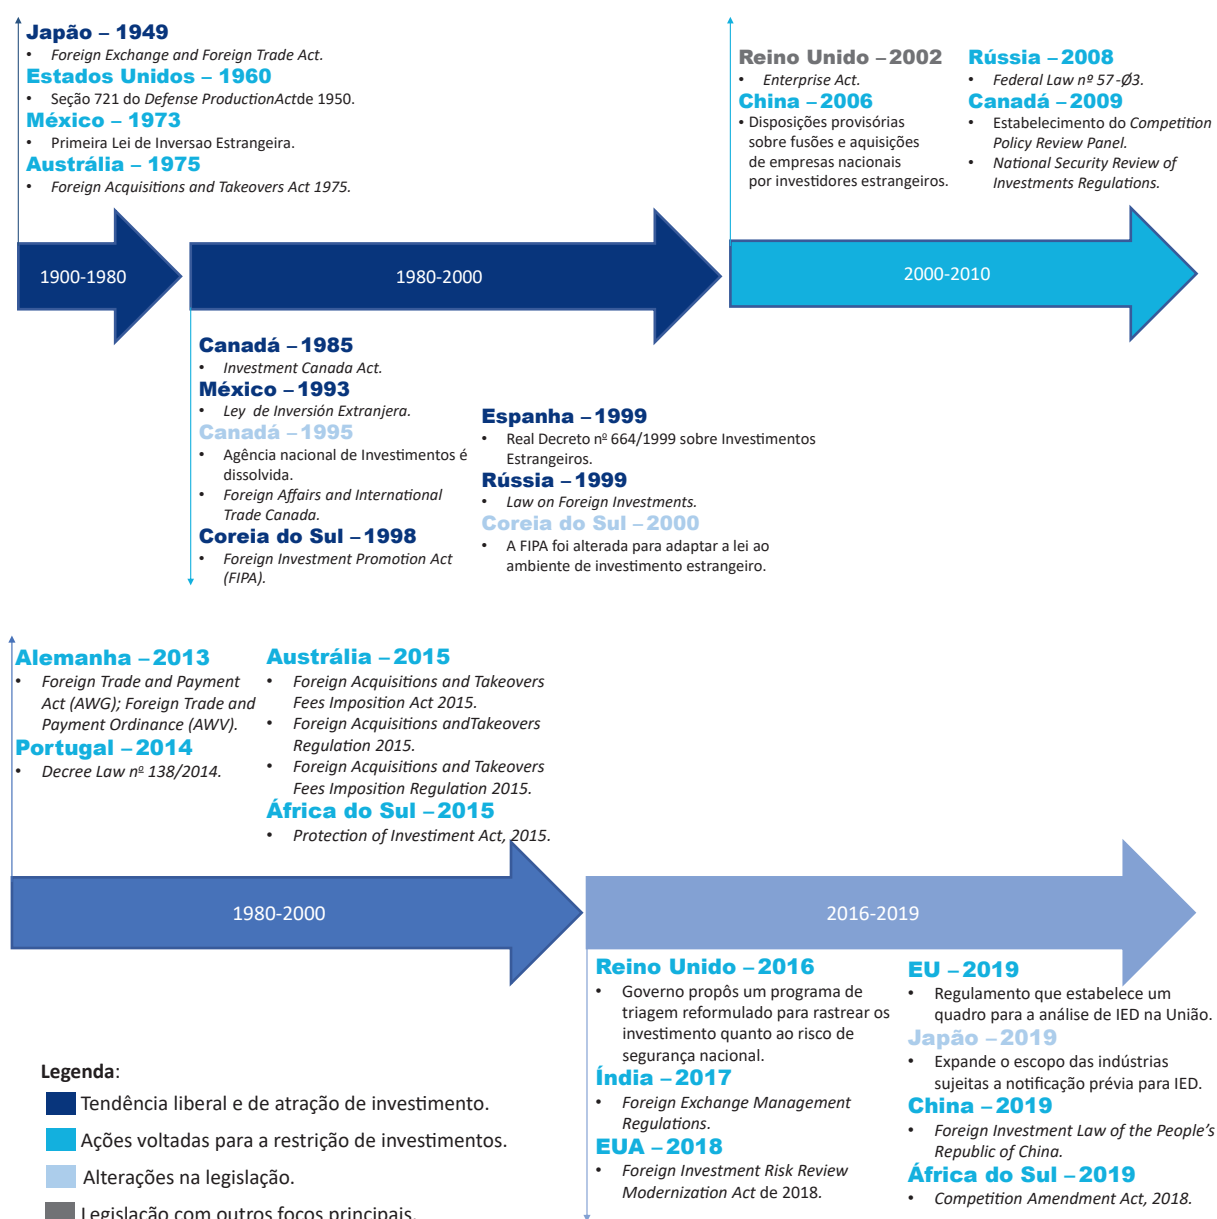 Japão – 1949
• Foreign Exchange and Foreign Trade Act.
Estados Unidos – 1960
• Seção 721 do Defense ProductionActde 1950.
México – 1973
• Primeira Lei de Inversao Estrangeira.
Austrália – 1975
• Foreign Acquisitions and Takeovers Act 1975.
Reino Unido – 2002
• Enterprise Act.
China – 2006
• Disposições provisórias
sobre fusões e aquisições
de empresas nacionais
por investidores estrangeiros.
Rússia – 2008
• Federal Law nº 57 -Ø3.
Canadá – 2009
• Estabelecimento do Competition
Policy Review Panel.
• National Security Review of
Investments Regulations.
1900-1980
1980-2000
2000-2010
Canadá – 1985
• Investment Canada Act.
México – 1993
• Ley de Inversión Extranjera.
Canadá – 1995
• Agência nacional de Investimentos é
dissolvida.
• Foreign Affairs and International
Trade Canada.
Coreia do Sul – 1998
• Foreign Investment Promotion Act
(FIPA).
Espanha – 1999
• Real Decreto nº 664/1999 sobre Investimentos
Estrangeiros.
Rússia – 1999
• Law on Foreign Investments.
Coreia do Sul – 2000
• A FIPA foi alterada para adaptar a lei ao
ambiente de investimento estrangeiro.
Alemanha – 2013
• Foreign Trade and Payment
Act (AWG); Foreign Trade and
Payment Ordinance (AWV).
Portugal – 2014
• Decree Law nº 138/2014.
Austrália – 2015
• Foreign Acquisitions and Takeovers
Fees Imposition Act 2015.
• Foreign Acquisitions andTakeovers
Regulation 2015.
• Foreign Acquisitions and Takeovers
Fees Imposition Regulation 2015.
África do Sul – 2015
• Protection of Investiment Act, 2015.
1980-2000
2016-2019
Reino Unido – 2016
• Governo propôs um programa de
triagem reformulado para rastrear os
investimento quanto ao risco de
segurança nacional.
Índia – 2017
• Foreign Exchange Management
Regulations.
EUA – 2018
• Foreign Investment Risk Review
Modernization Act de 2018.
EU – 2019
• Regulamento que estabelece um
quadro para a análise de IED na União.
Japão – 2019
• Expande o escopo das indústrias
sujeitas a notificação prévia para IED.
China – 2019
• Foreign Investment Law of the People's
Republic of China.
África do Sul – 2019
• Competition Amendment Act, 2018.
Legenda:
Tendência liberal e de atração de investimento.
Ações voltadas para a restrição de investimentos.
Alterações na legislação.
Legislação com outros focos principais.